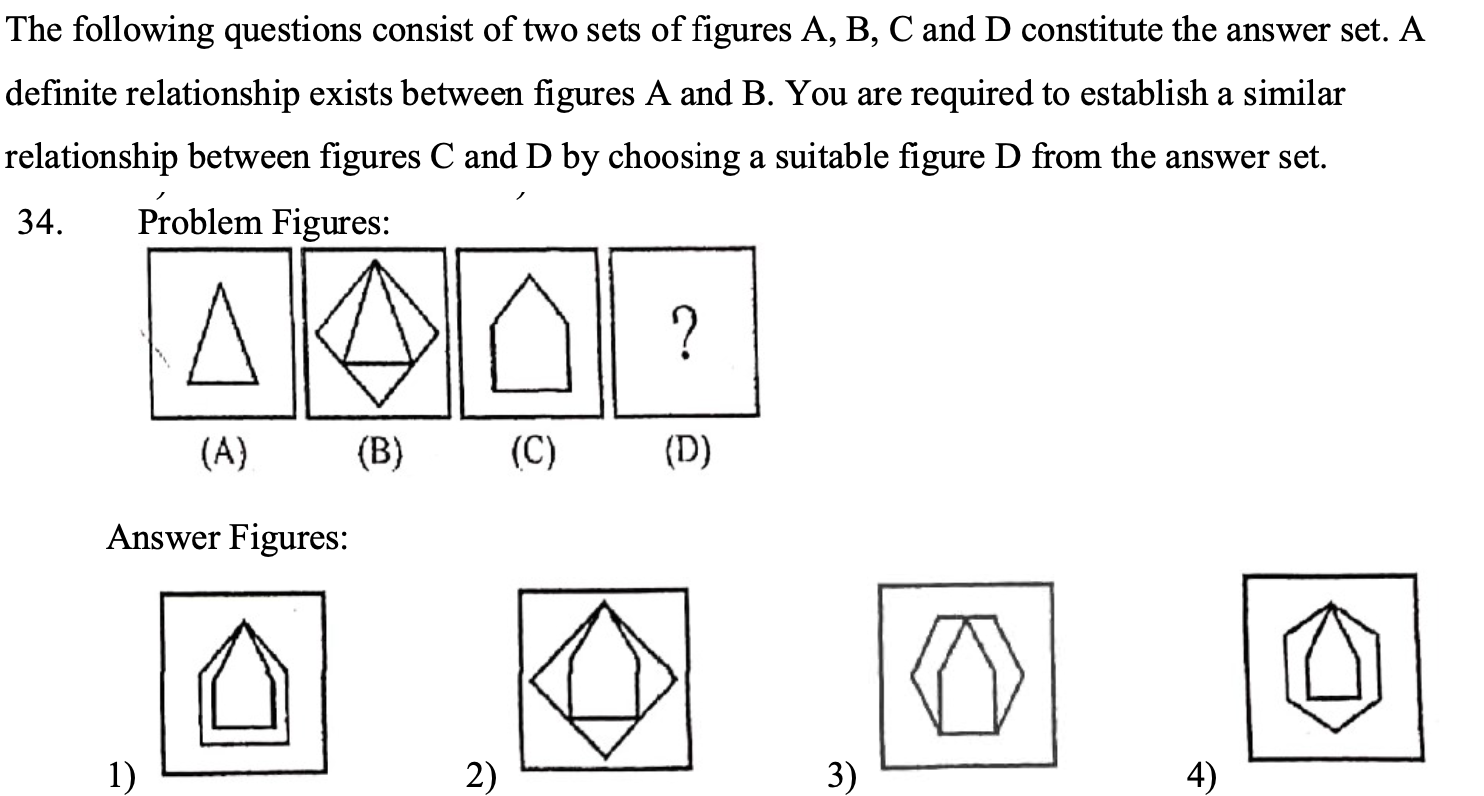 The following questions consist of two sets of figures A, B, C and D constitute the answer set. A
definite relationship exists between figures A and B. You are required to establish a similar
relationship between figures C and D by choosing a suitable figure D from the answer set.
34. Problem Figures:
?
(A) (B) (C) (D)
Answer Figures:
1) 2) 3) 4)